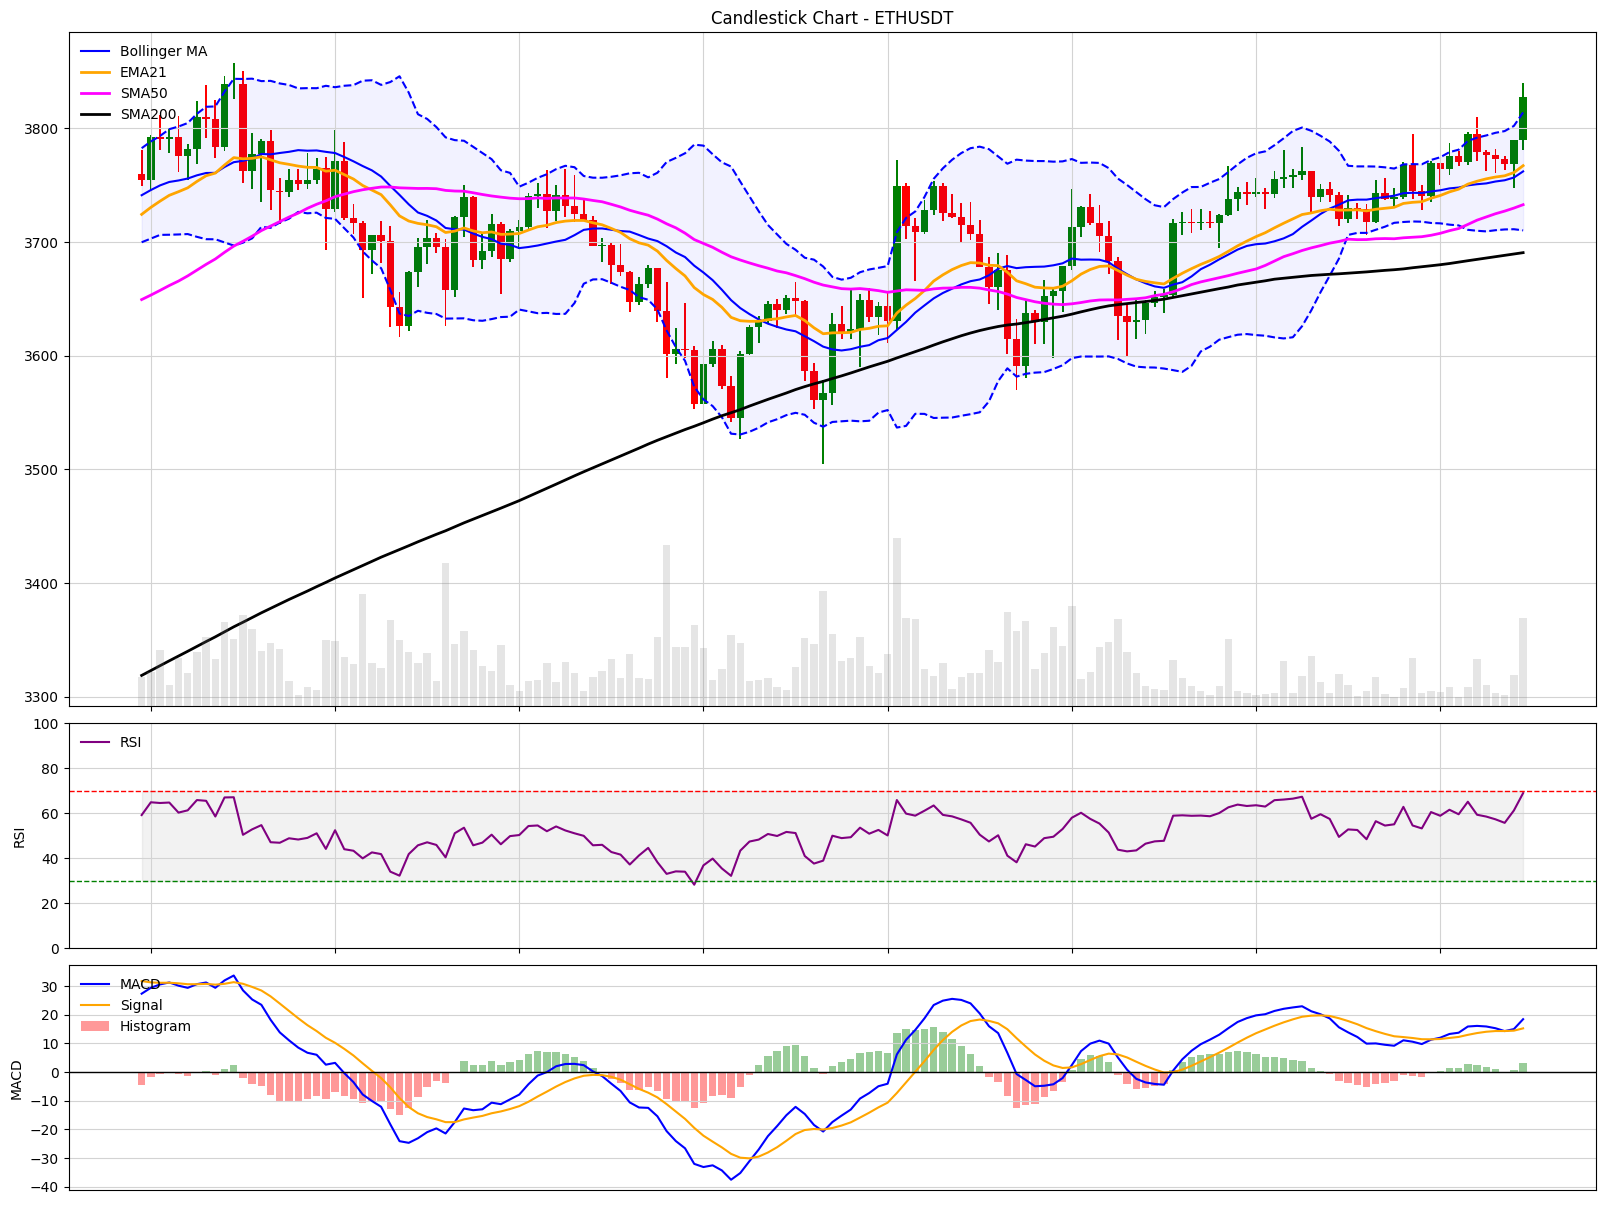 Candlestick Chart - ETHUSDT
Bollinger MA
EMA21
SMA50
SMA200
3800
3700
3600
3500
3400
3300
RSI
100
80
60
40
20
0
RSI
MACD
Signal
Histogram
30
20
10
0
−10
−20
−30
−40
MACD